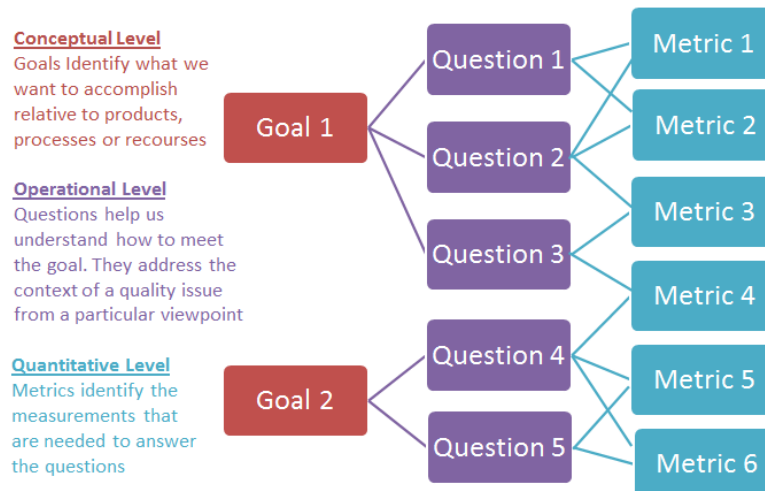 Conceptual Level
Goals Identify what we
want to accomplish
relative to products,
processes or recourses
Operational Level
Questions help us
understand how to meet
the goal. They address the
context of a quality issue
from a particular viewpoint
Quantitative Level
Metrics identify the
measurements that
are needed to answer
the questions
Goal 1
Goal 2
Question 1
Question 2
Question 3
Question 4
Question 5
Metric 1
Metric 2
Metric 3
Metric 4
Metric 5
Metric 6